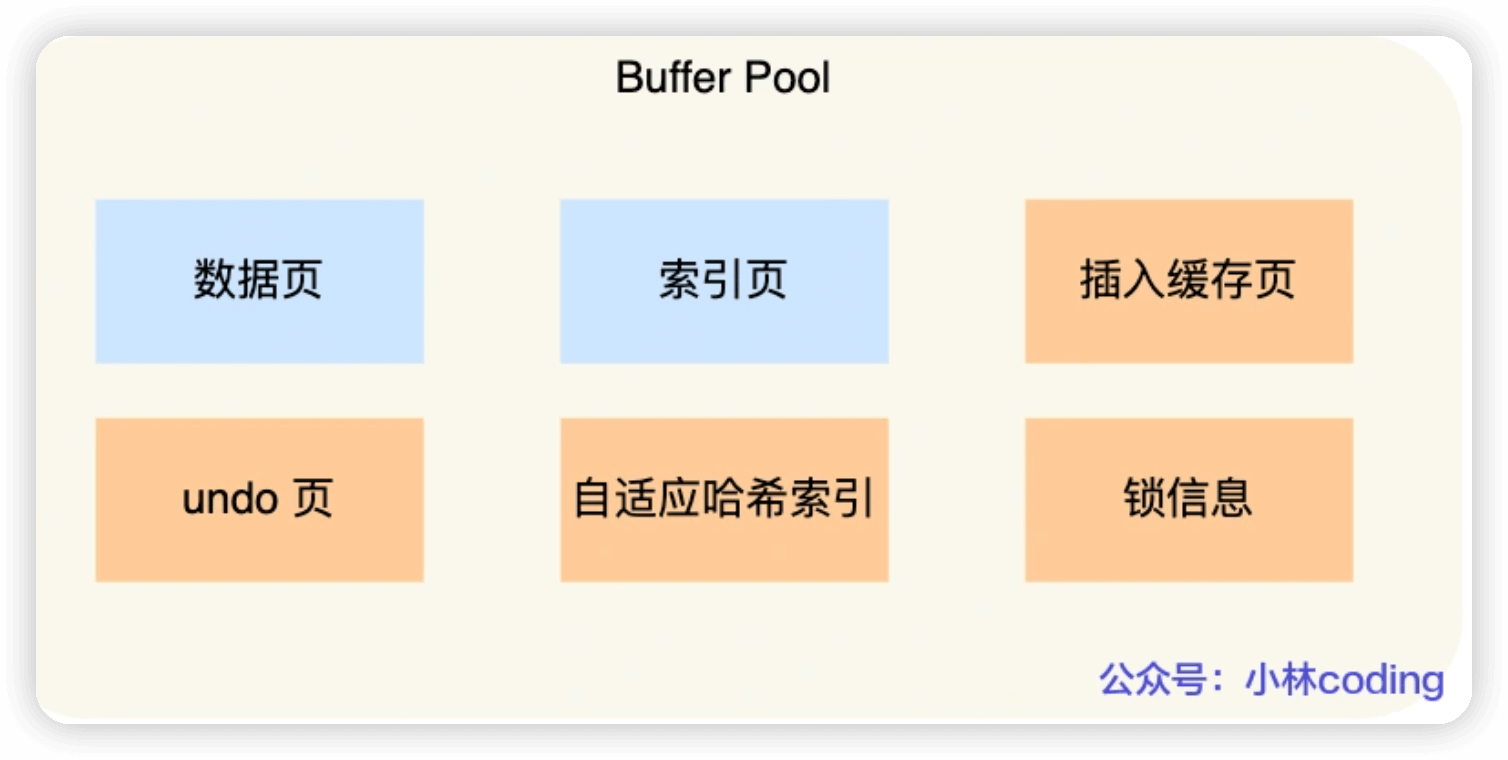 Buffer Pool
数据页
索引页
插入缓存页
undo 页
自适应哈希索引
锁信息
公众号：小林coding